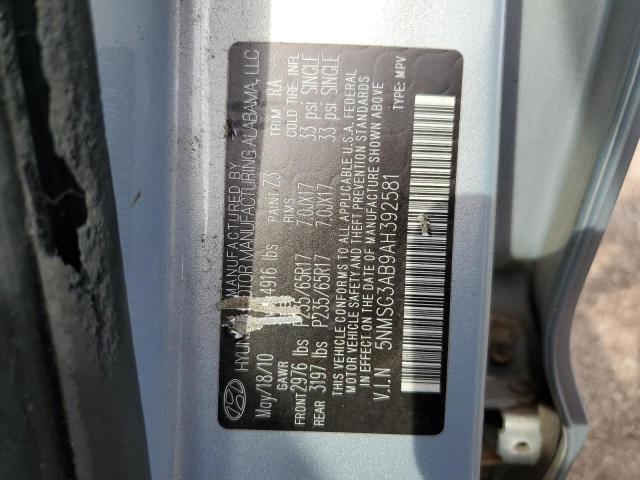 MANUFACTURED BY
MOTOR MANUFACTURING ALABAMA, LLC
May/18/10 4916 lbs PAINT Z3 TRIM RA
GAWR RIMS COLD TIRE INFL
FRONT 2976 lbs P235/65R17 7.0JX17 33 psi SINGLE
REAR 3197 lbs P235/65R17 7.0JX17 33 psi SINGLE
THIS VEHICLE CONFORMS TO ALL APPLICABLE U.S.A. FEDERAL
MOTOR VEHICLE SAFETY AND THEFT PREVENTION STANDARDS
IN EFFECT ON THE DATE OF MANUFACTURE SHOWN ABOVE
V.I.N 5NMSG3AB9AH392581 TYPE: MPV